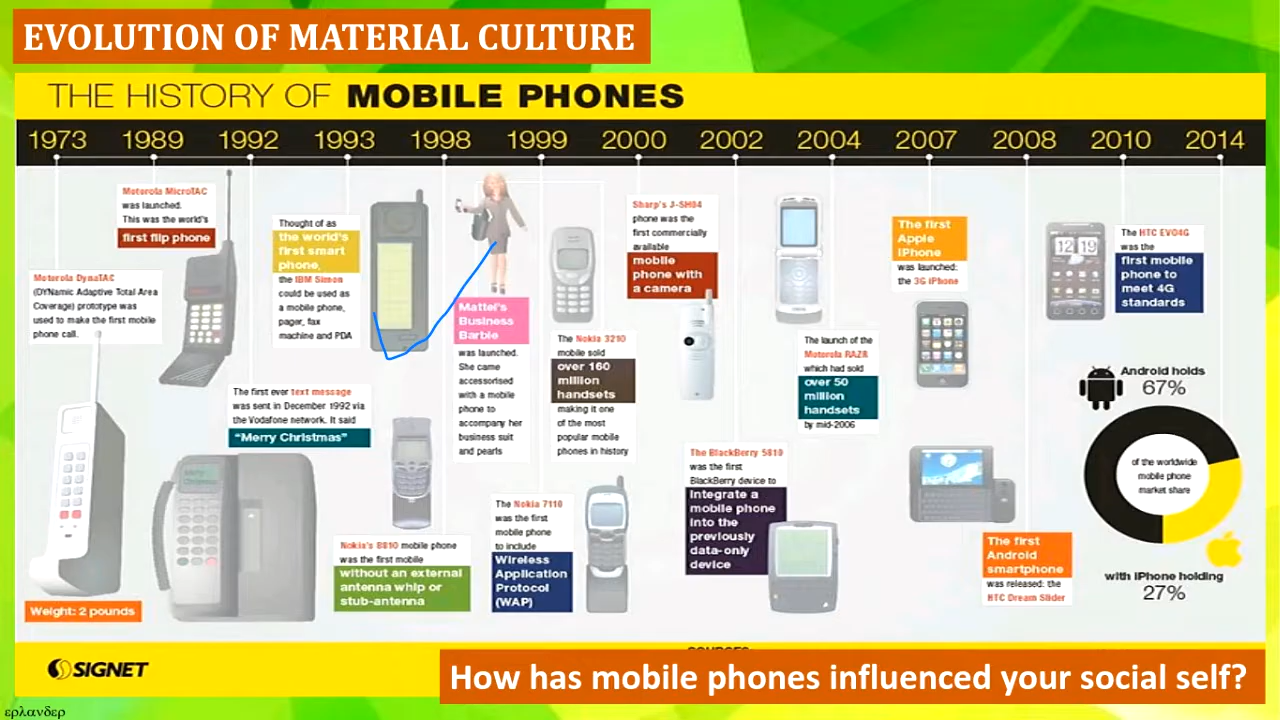 EVOLUTION OF MATERIAL CULTURE
THE HISTORY OF MOBILE PHONES
1973 1989 1992 1993 1998 1999 2000 2002 2004 2007 2008 2010 2014
Motorola DynaTAC
(DYNamic Adaptive Total Area
Coverage) prototype was
used to make the first mobile
phone call.
Weight: 2 pounds
Motorola MicroTAC
was launched.
This was the world's
first flip phone
The first ever text message
was sent in December 1992 via
the Vodafone network. It said
"Merry Christmas"
Merry
Christmas
Thought of as
the world's
first smart
phone,
the IBM Simon
could be used as
a mobile phone,
pager, fax
machine and PDA
Nokia's 8810 mobile phone
was the first mobile
without an external
antenna whip or
stub-antenna
Mattel's
Business
Barbie
was launched.
She came
accessorised
with a mobile
phone to
accompany her
business suit
and pearls
The Nokia 7110
was the first
mobile phone
to include
Wireless
Application
Protocol
(WAP)
The Nokia 3210
mobile sold
over 160
million
handsets
making it one
of the most
popular mobile
phones in history
Sharp's J-SH04
phone was the
first commercially
available
mobile
phone with
a camera
The BlackBerry 5810
was the first
BlackBerry device to
integrate a
mobile phone
into the
previously
data-only
device
The launch of the
Motorola RAZR
which had sold
over 50
million
handsets
by mid-2006
The first
Apple
iPhone
was launched:
the 3G iPhone
The first
Android
smartphone
was released: the
HTC Dream Slider
12 19
The HTC EVO4G
was the
first mobile
phone to
meet 4G
standards
Android holds
67%
of the worldwide
mobile phone
market share
with iPhone holding
27%
SIGNET
SOURCES
How has mobile phones influenced your social self?
ερλανδερ